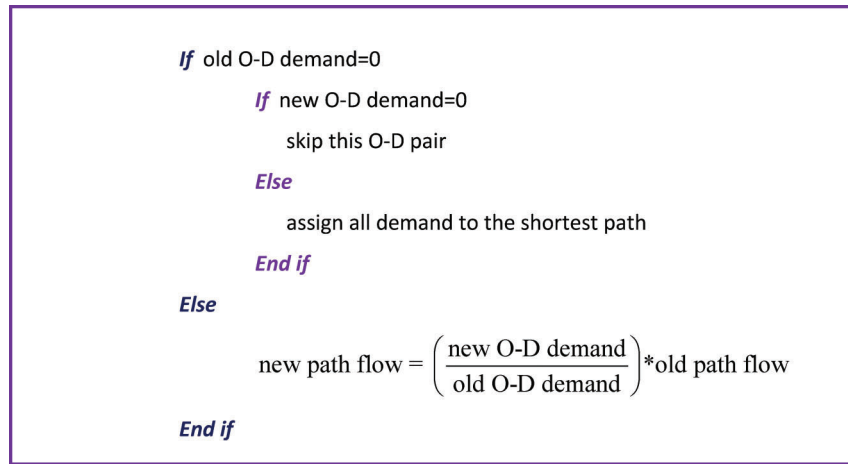 If old O-D demand=0
If new O-D demand=0
skip this O-D pair
Else
assign all demand to the shortest path
End if
Else
new path flow = (new O-D demand / old O-D demand)*old path flow
End if